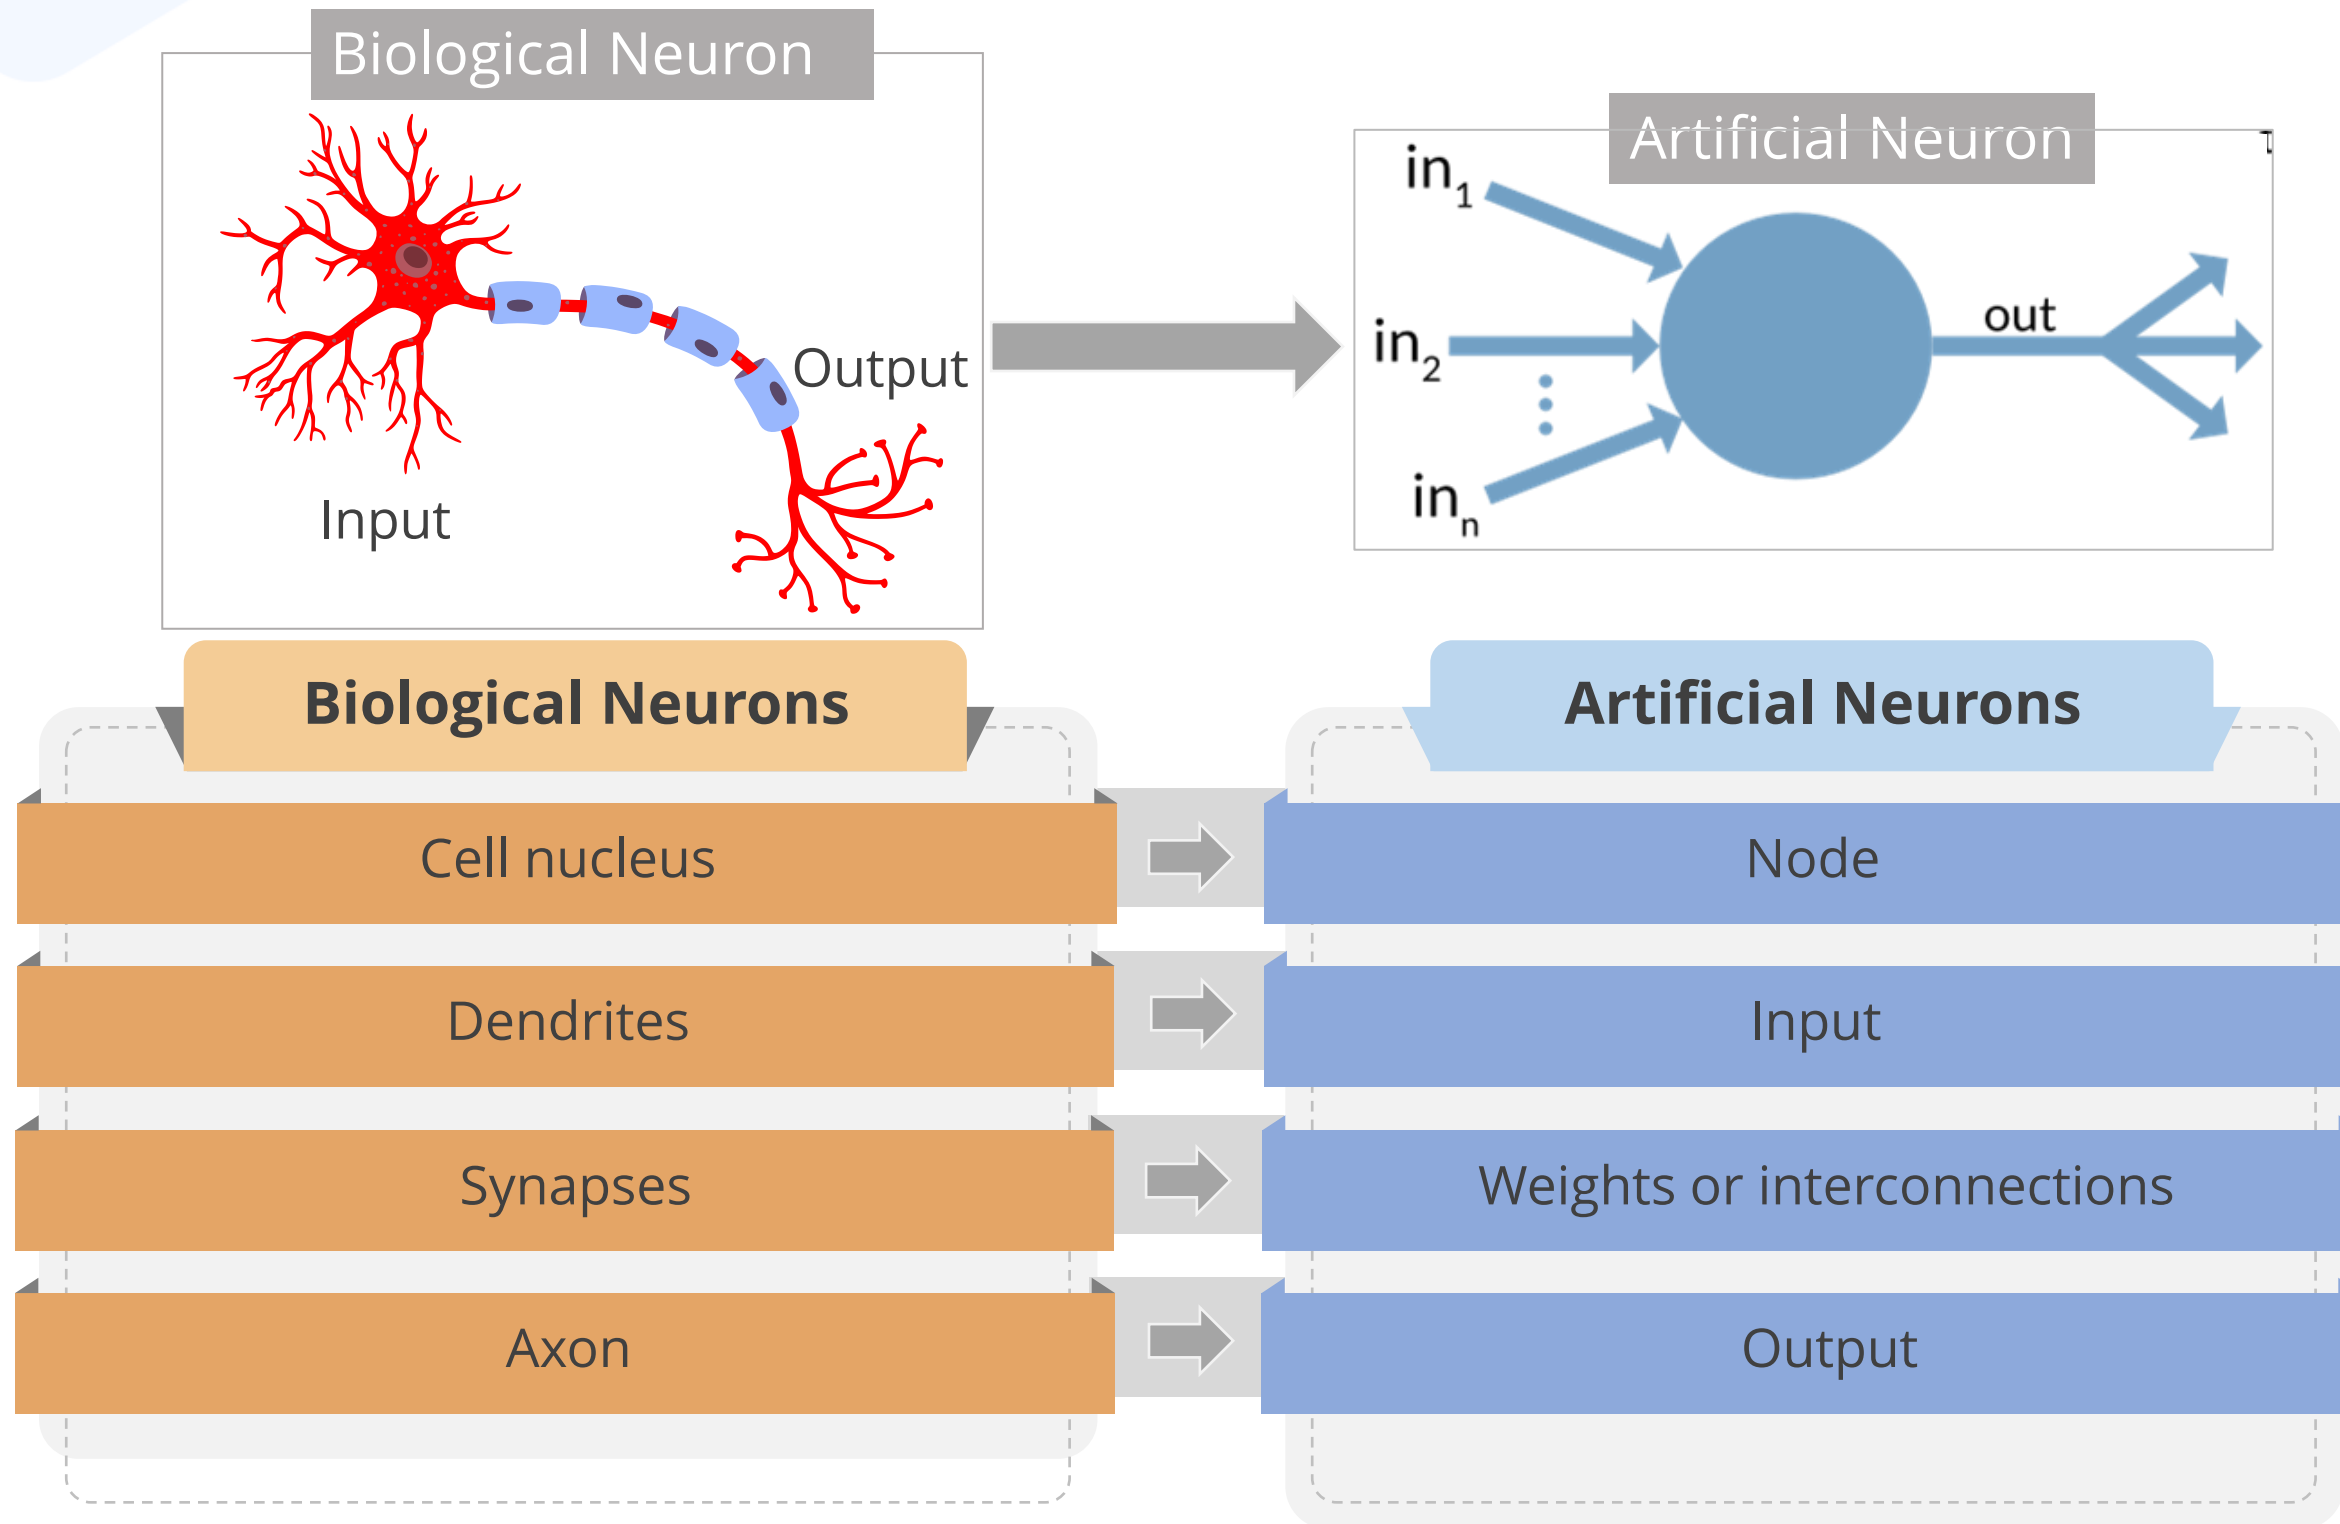 Biological Neuron
Artificial Neuron
in1
in2
inn
out
Output
Input
Biological Neurons
Artificial Neurons
Cell nucleus
Node
Dendrites
Input
Synapses
Weights or interconnections
Axon
Output